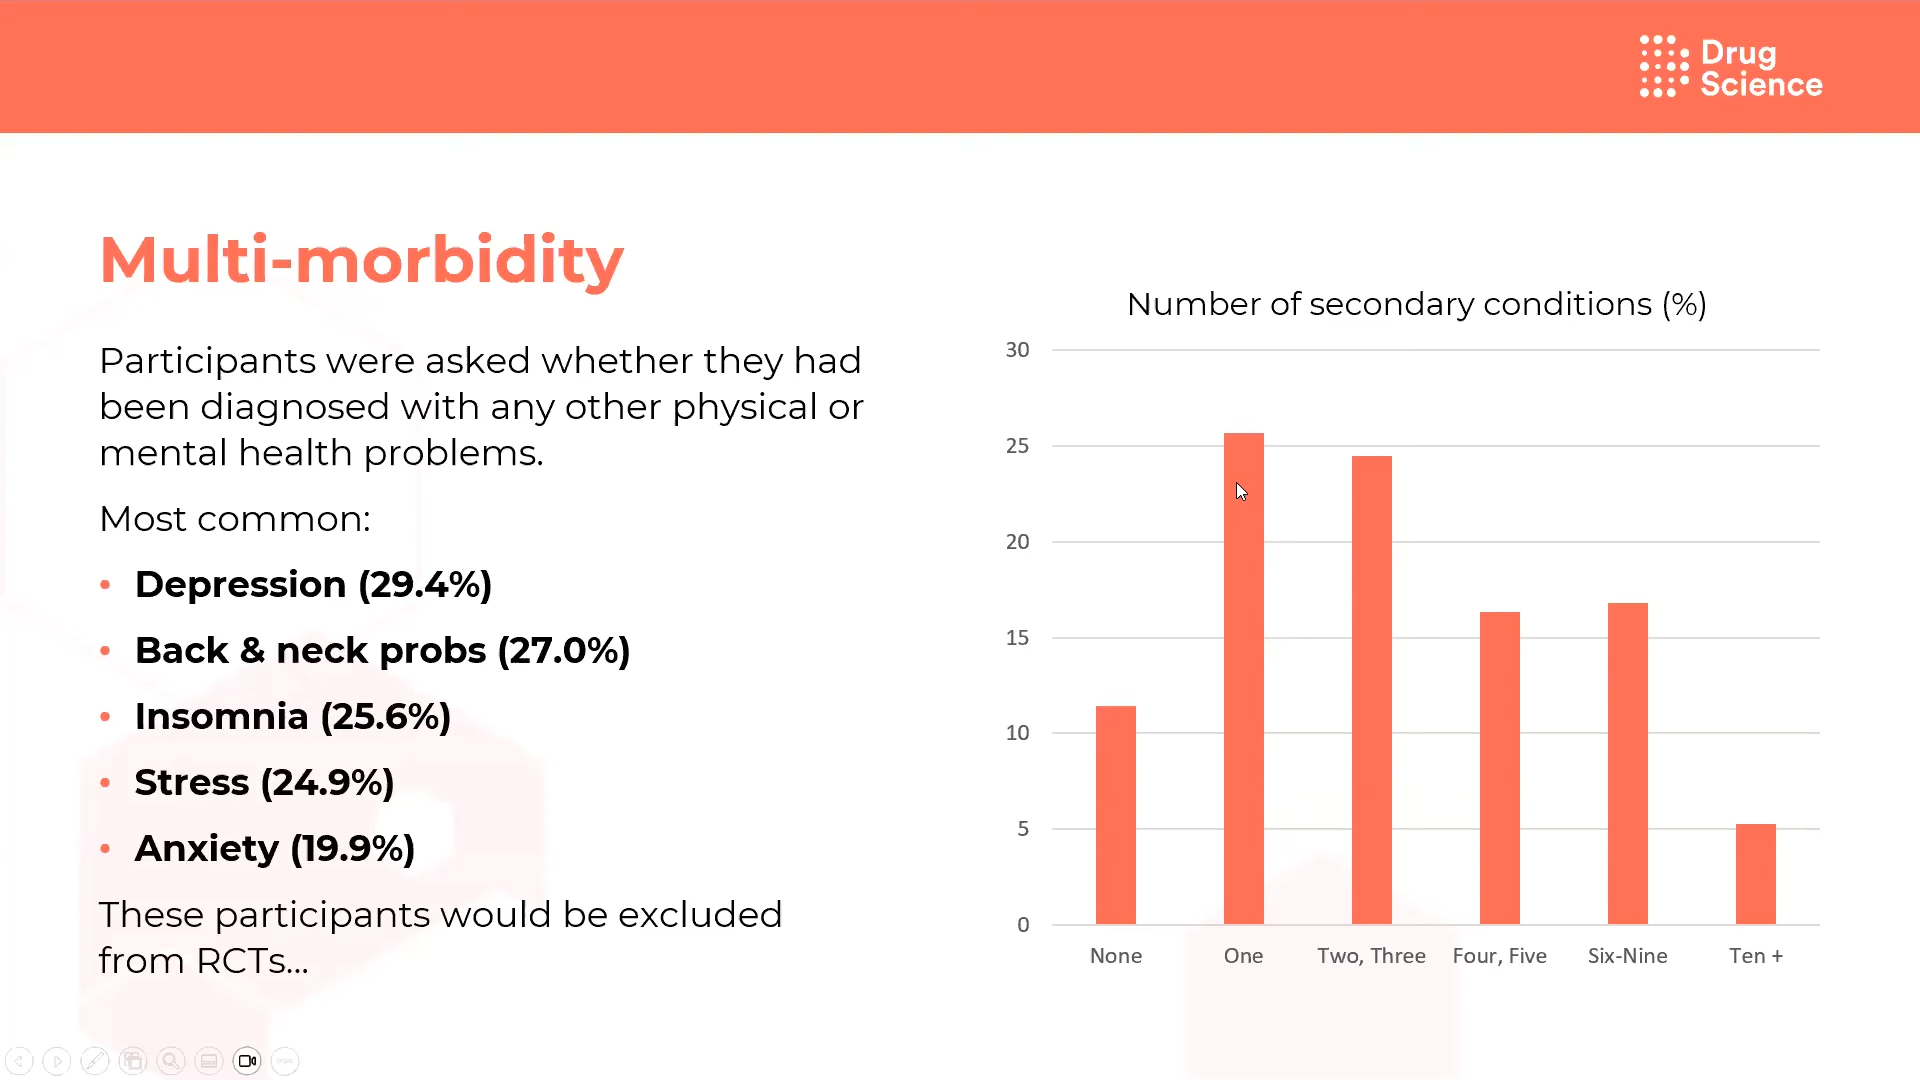 Drug
Science
Multi-morbidity
Participants were asked whether they had
been diagnosed with any other physical or
mental health problems.
Most common:
• Depression (29.4%)
• Back & neck probs (27.0%)
• Insomnia (25.6%)
• Stress (24.9%)
• Anxiety (19.9%)
These participants would be excluded
from RCTs...
Number of secondary conditions (%)
30
25
20
15
10
5
0
None One Two, Three Four, Five Six-Nine Ten +